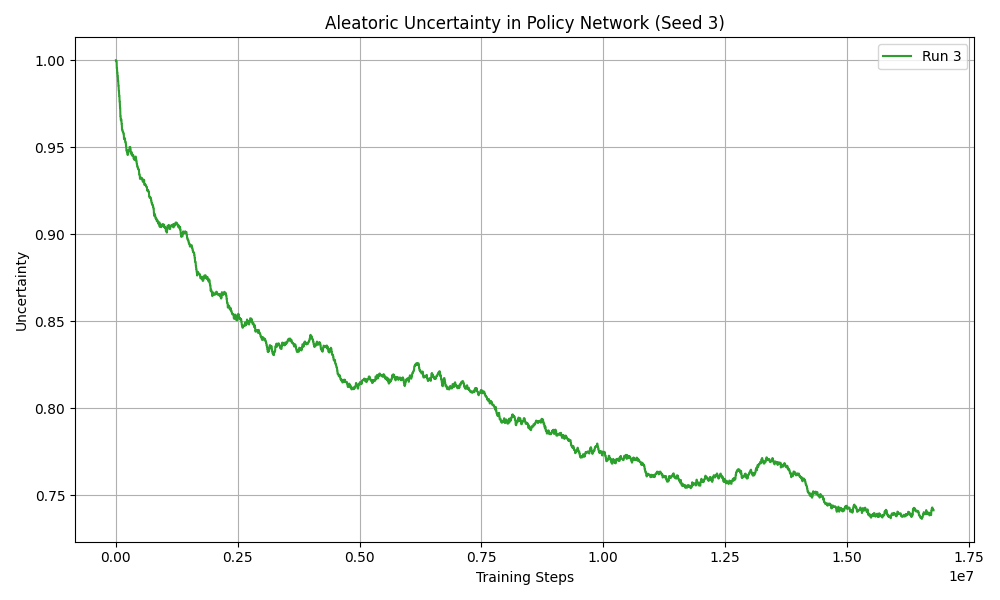 Aleatoric Uncertainty in Policy Network (Seed 3)
Run 3
Uncertainty
1.00
0.95
0.90
0.85
0.80
0.75
0.00
0.25
0.50
0.75
1.00
1.25
1.50
1.75
1e7
Training Steps